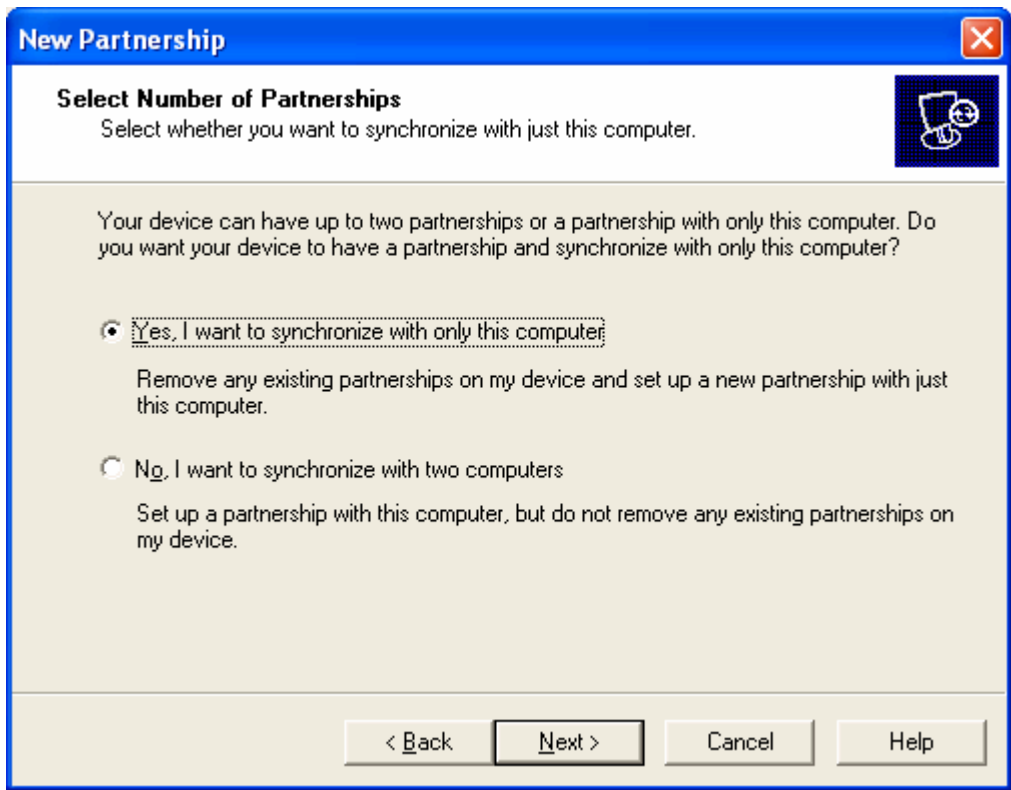 New Partnership
Select Number of Partnerships
Select whether you want to synchronize with just this computer.
Your device can have up to two partnerships or a partnership with only this computer. Do
you want your device to have a partnership and synchronize with only this computer?
Yes, I want to synchronize with only this computer
Remove any existing partnerships on my device and set up a new partnership with just
this computer.
No, I want to synchronize with two computers
Set up a partnership with this computer, but do not remove any existing partnerships on
my device.
< Back
Next >
Cancel
Help